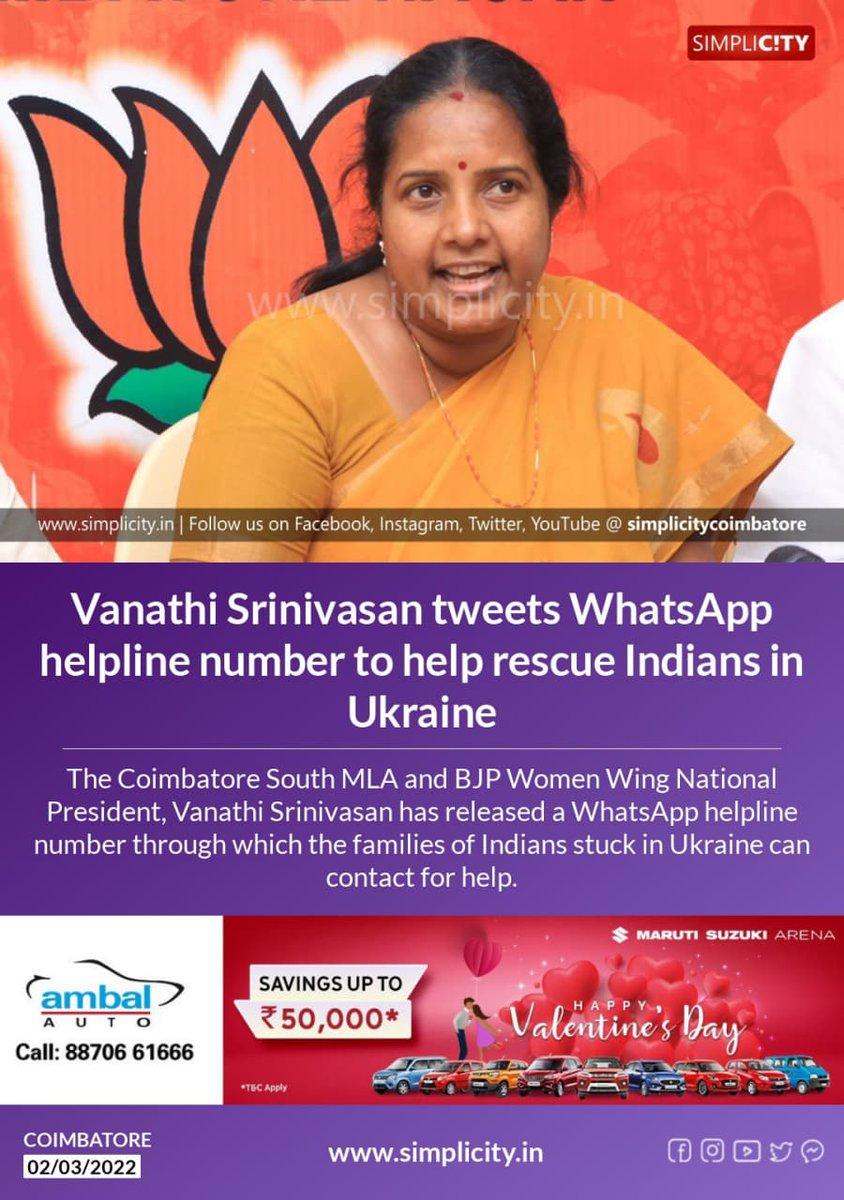 SIMPLIC!TY
www.simplicity.in
www.simplicity.in | Follow us on Facebook, Instagram, Twitter, YouTube @ simplicitycoimbatore
Vanathi Srinivasan tweets WhatsApp
helpline number to help rescue Indians in
Ukraine
The Coimbatore South MLA and BJP Women Wing National
President, Vanathi Srinivasan has released a WhatsApp helpline
number through which the families of Indians stuck in Ukraine can
contact for help.
ambal
AUTO
Call: 88706 61666
MARUTI SUZUKI ARENA
SAVINGS UP TO
₹50,000*
HAPPY
Valentine's Day
*T&C Apply
COIMBATORE
02/03/2022
www.simplicity.in